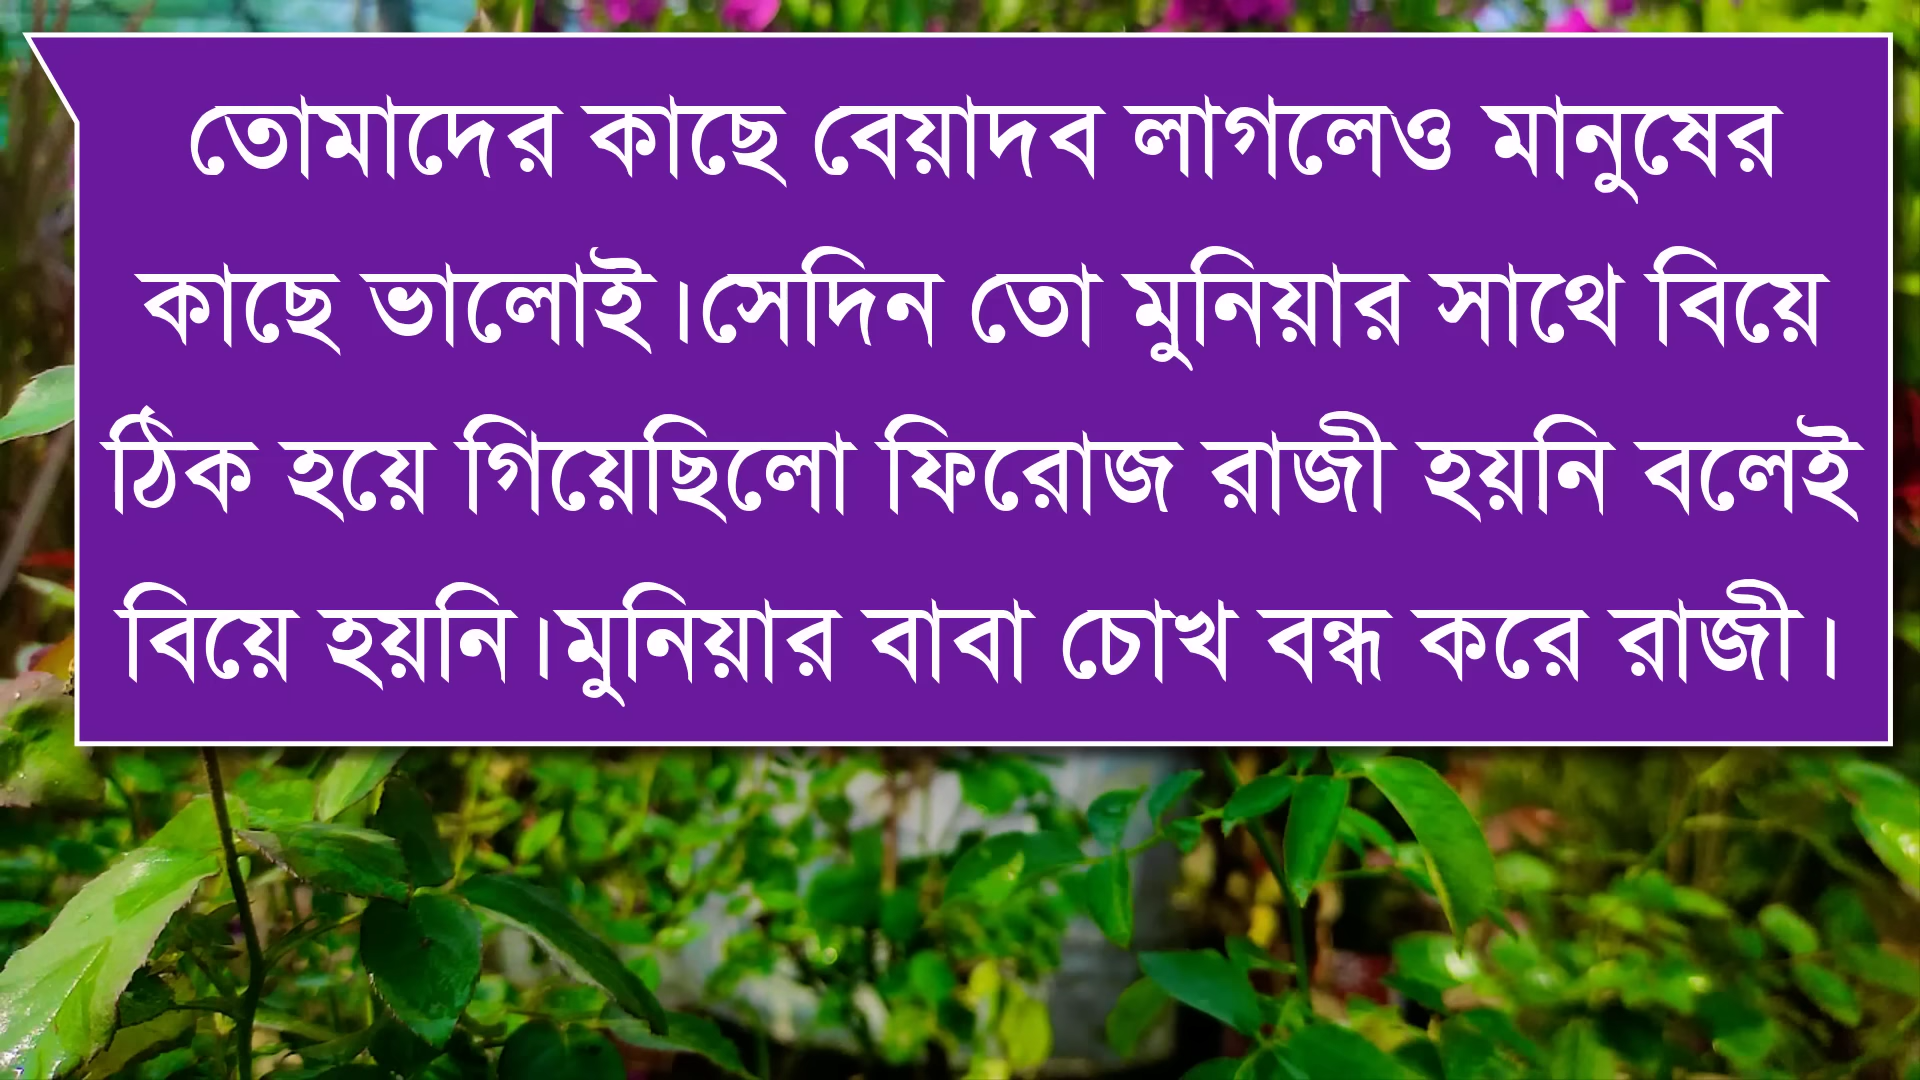 তোমাদের কাছে বেয়াদব লাগলেও মানুষের
কাছে ভালোই।সেদিন তো মুনিয়ার সাথে বিয়ে
ঠিক হয়ে গিয়েছিলো ফিরোজ রাজী হয়নি বলেই
বিয়ে হয়নি।মুনিয়ার বাবা চোখ বন্ধ করে রাজী।